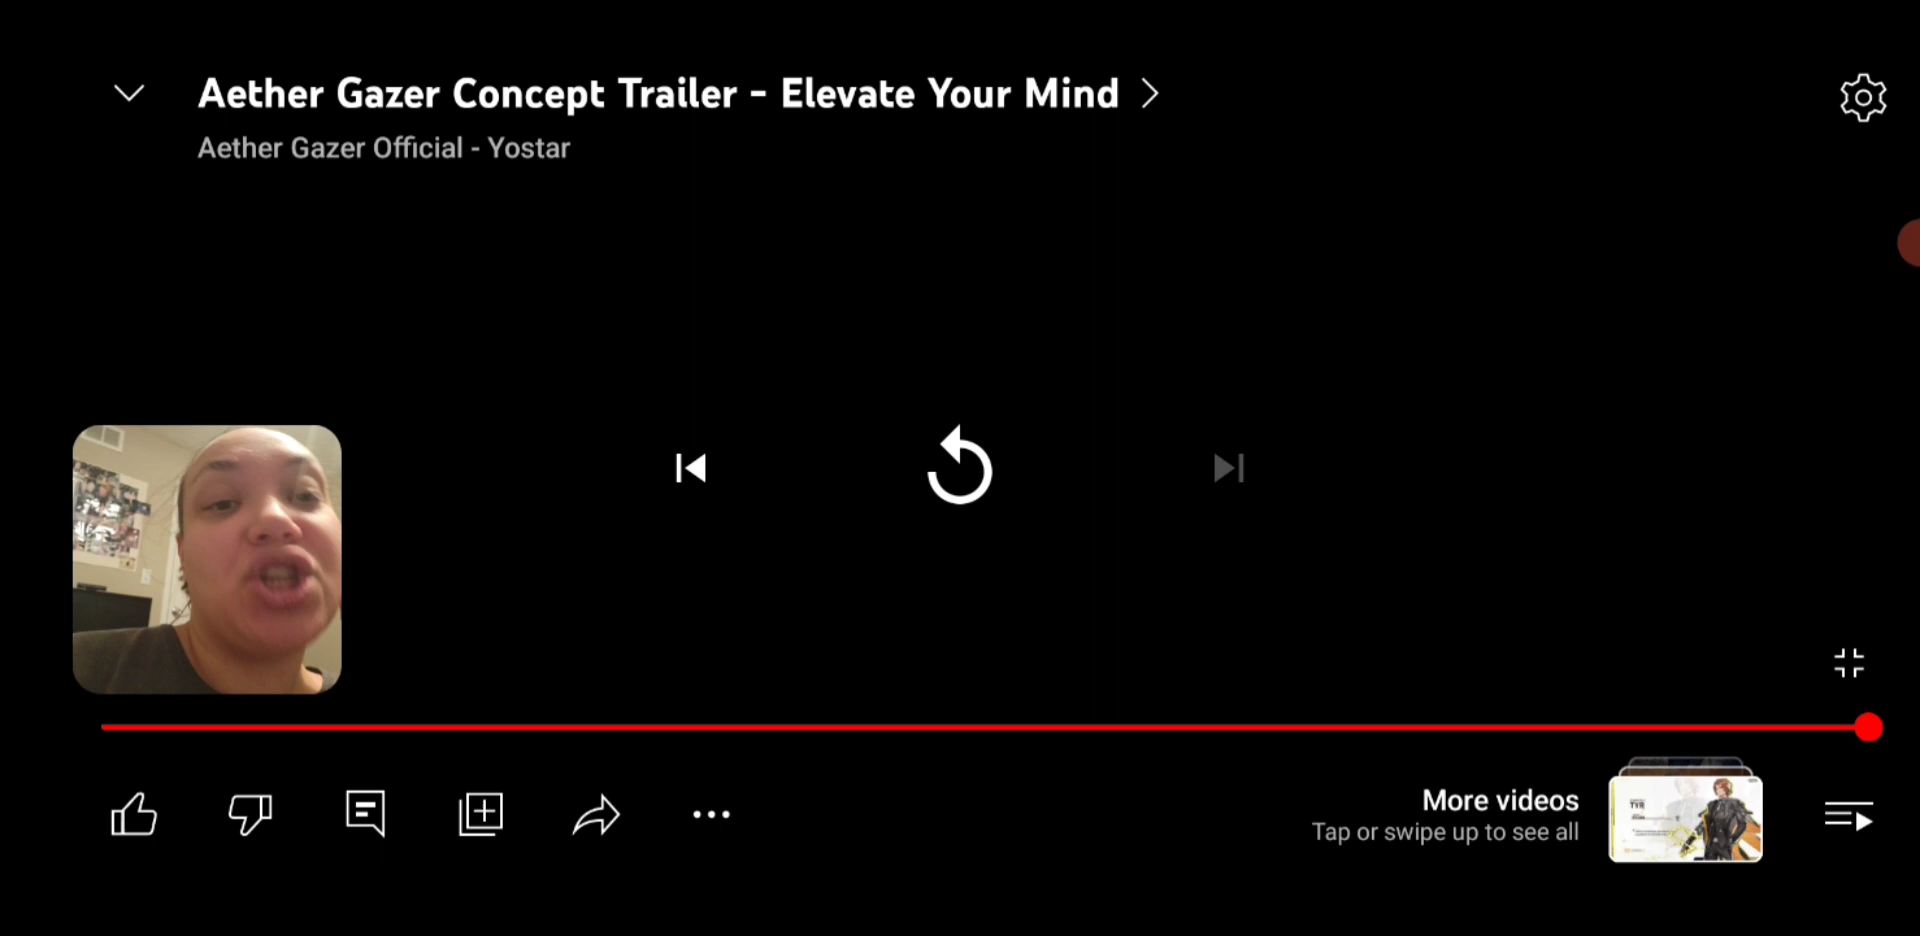 Aether Gazer Concept Trailer - Elevate Your Mind
Aether Gazer Official - Yostar
More videos
Tap or swipe up to see all
TYR